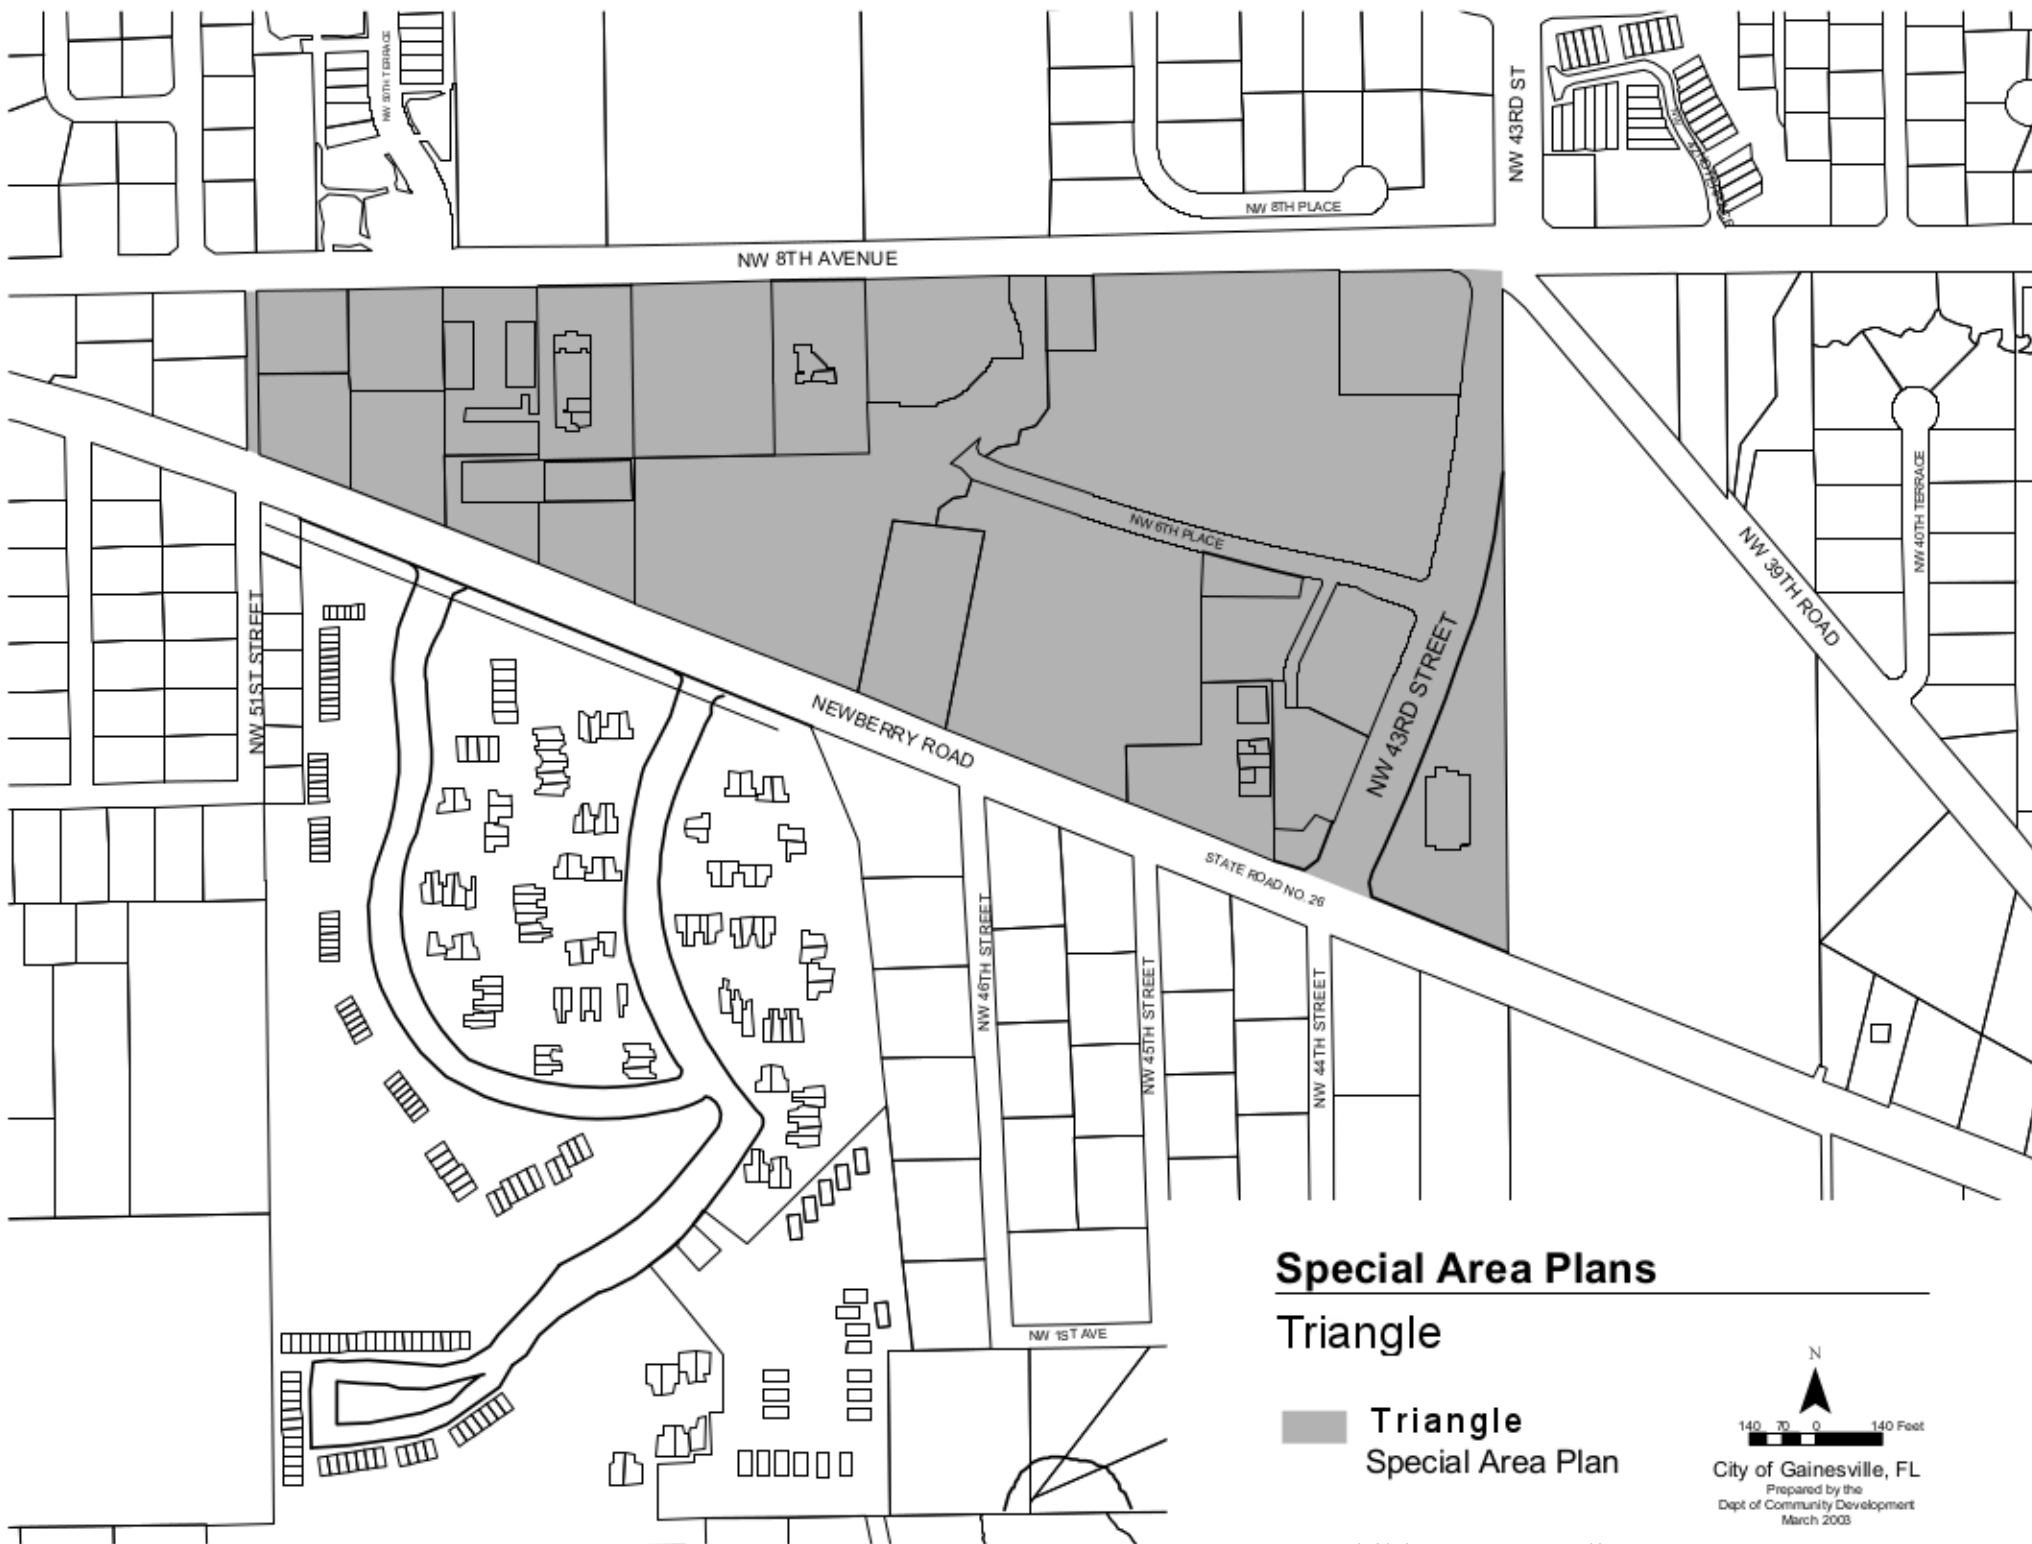 NW 50TH TERRACE
NW 43RD ST
NW 8TH PLACE
NW 8TH AVENUE
NW 6TH PLACE
NW 40TH TERRACE
NW 39TH ROAD
NW 51ST STREET
NW 43RD STREET
NEWBERRY ROAD
STATE ROAD NO. 26
NW 46TH STREET
NW 45TH STREET
NW 44TH STREET
NW 1ST AVE
Special Area Plans
Triangle
Triangle
Special Area Plan
N
140 70 0 140 Feet
City of Gainesville, FL
Prepared by the
Dept of Community Development
March 2003